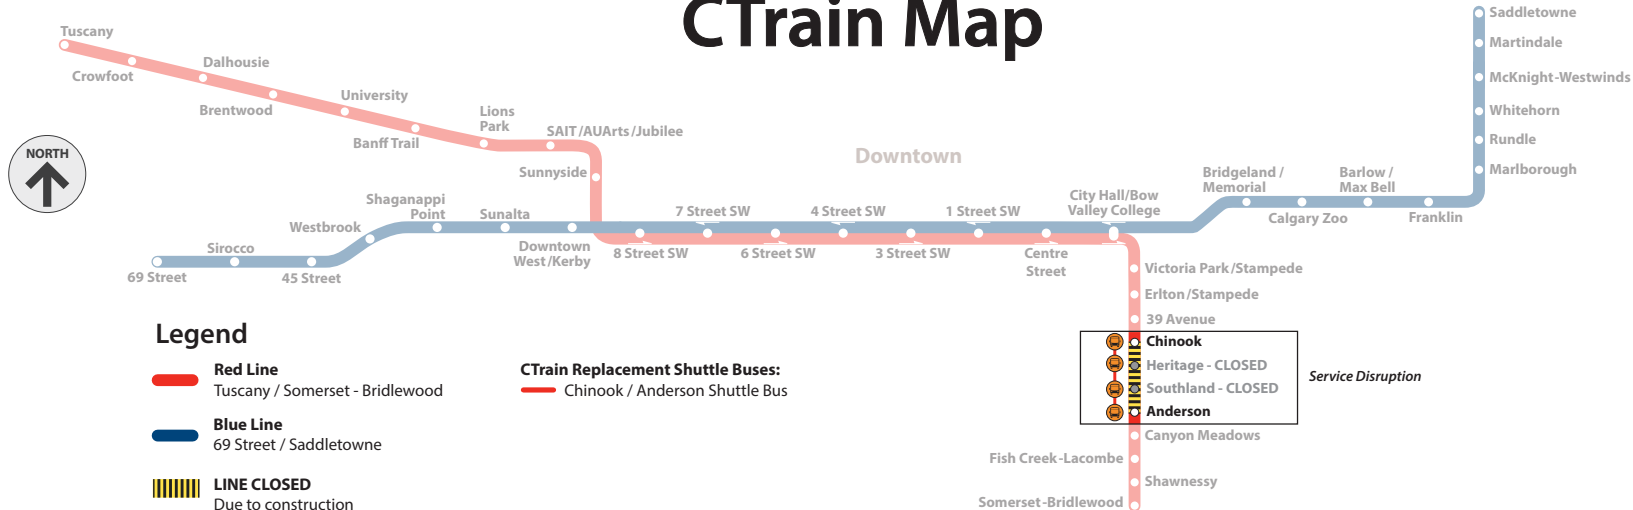 CTrain Map
Tuscany
Crowfoot
Dalhousie
Brentwood
University
Banff Trail
Lions
Park
SAIT/AUArts/Jubilee
Sunnyside
NORTH
Downtown
Saddletowne
Martindale
McKnight-Westwinds
Whitehorn
Rundle
Marlborough
Franklin
Barlow /
Max Bell
Calgary Zoo
Bridgeland /
Memorial
City Hall/Bow
Valley College
69 Street
Sirocco
45 Street
Westbrook
Shaganappi
Point
Sunalta
Downtown
West/Kerby
8 Street SW
7 Street SW
6 Street SW
4 Street SW
3 Street SW
1 Street SW
Centre
Street
Victoria Park/Stampede
Erlton/Stampede
39 Avenue
Chinook
Heritage - CLOSED
Southland - CLOSED
Anderson
Service Disruption
Canyon Meadows
Fish Creek-Lacombe
Shawnessy
Somerset-Bridlewood
Legend
Red Line
Tuscany / Somerset - Bridlewood
Blue Line
69 Street / Saddletowne
LINE CLOSED
Due to construction
CTrain Replacement Shuttle Buses:
Chinook / Anderson Shuttle Bus